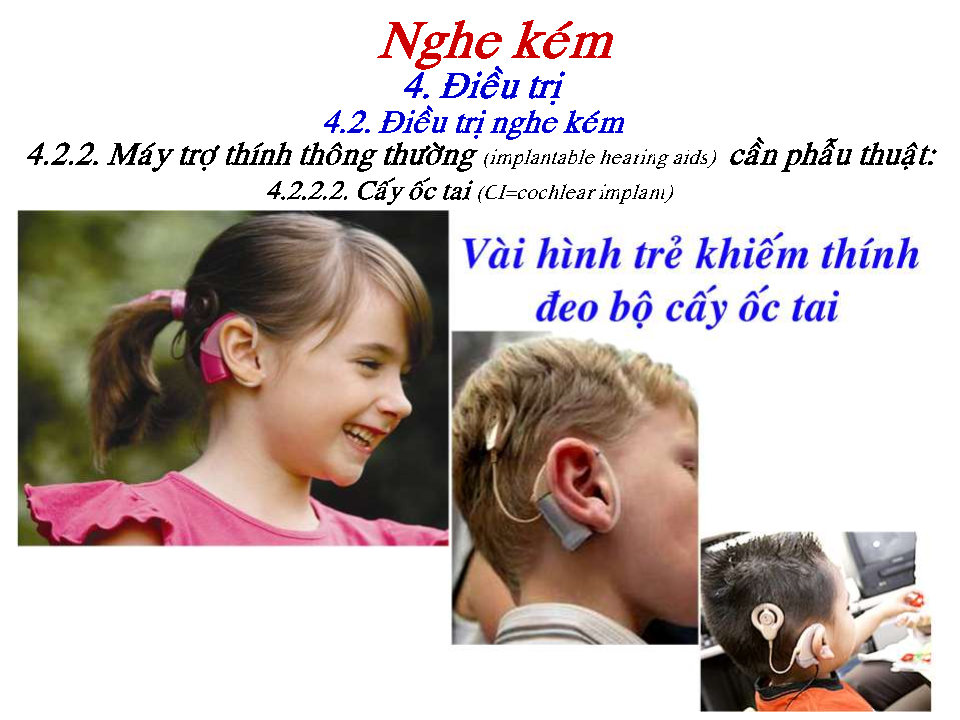 Nghe kém
4. Điều trị
4.2. Điều trị nghe kém
4.2.2. Máy trợ thính thông thường (implantable hearing aids) cần phẫu thuật:
4.2.2.2. Cấy ốc tai (CI=cochlear implant)
Vài hình trẻ khiếm thính
đeo bộ cấy ốc tai